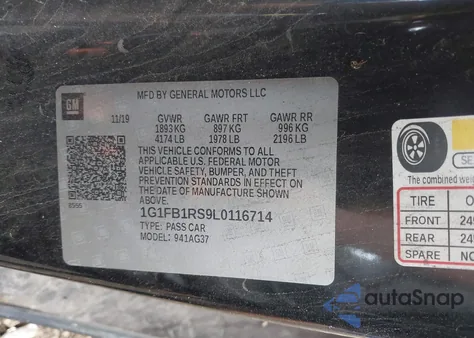 GM
MFD BY GENERAL MOTORS LLC
11/19 GVWR GAWR FRT GAWR RR
1893 KG 897 KG 996 KG
4174 LB 1978 LB 2196 LB
THIS VEHICLE CONFORMS TO ALL
APPLICABLE U.S. FEDERAL MOTOR
VEHICLE SAFETY, BUMPER, AND THEFT
PREVENTION STANDARDS IN EFFECT ON
THE DATE OF MANUFACTURE SHOWN
ABOVE.
1G1FB1RS9L0116714
TYPE: PASS CAR
MODEL: 941AG37
The combined wei
TIRE
FRONT 24
REAR 24
SPARE NO
autoSnap